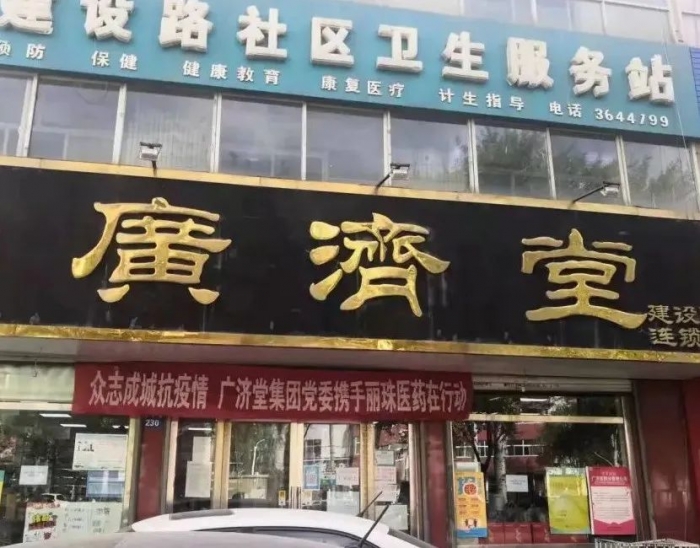 建设路社区卫生服务站
预防 保健 健康教育 康复医疗 计生指导 电话 3644799
廣濟堂
建设
连锁
众志成城抗疫情 广济堂集团党委携手丽珠医药在行动
230